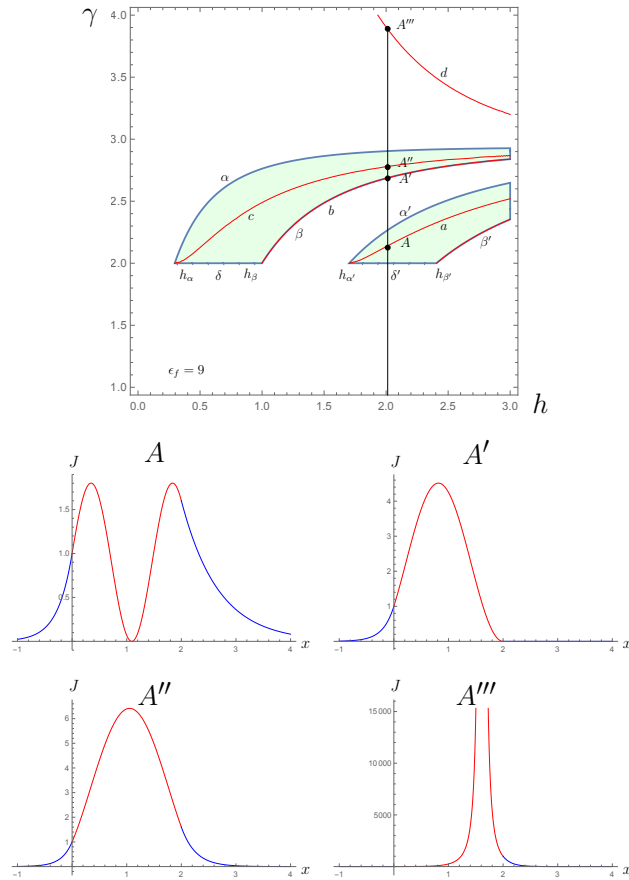 γ
4.0
3.5
3.0
2.5
2.0
1.5
1.0
A‴
d
α
A″
A′
c
b
β
α′
a
A
β′
h_α
δ
h_β
h_α′
δ′
h_β′
ϵ_f = 9
0.0 0.5 1.0 1.5 2.0 2.5 3.0
h
A
J
1.5
1.0
0.5
-1 1 2 3 4 x
A′
J
4
3
2
1
-1 1 2 3 4 x
A″
J
6
5
4
3
2
1
-1 1 2 3 4 x
A‴
J
15000
10000
5000
-1 1 2 3 4 x